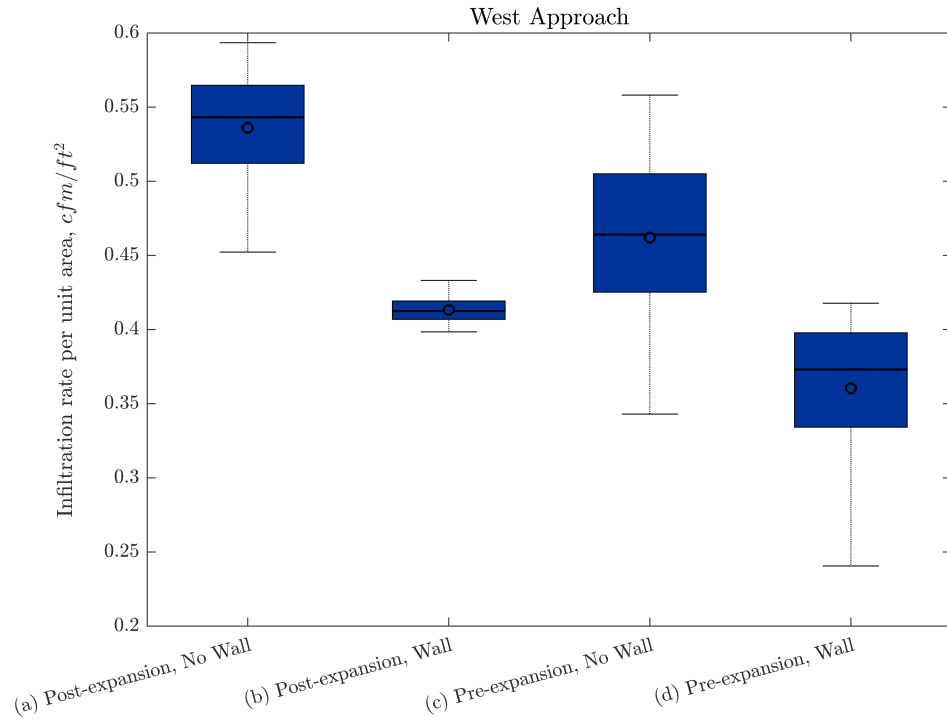 West Approach
Infiltration rate per unit area, cfm/ft²
0.6
0.55
0.5
0.45
0.4
0.35
0.3
0.25
0.2
(a) Post-expansion, No Wall
(b) Post-expansion, Wall
(c) Pre-expansion, No Wall
(d) Pre-expansion, Wall